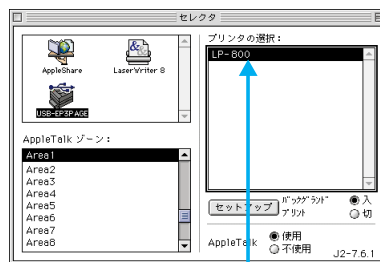 セレクタ
AppleShare
LaserWriter 8
USB-EP3PAGE
AppleTalk ゾーン：
Area1
Area2
Area3
Area4
Area5
Area6
Area7
Area8
プリンタの選択：
LP-800
セットアップ
バックグランド
プリント
入
切
AppleTalk
使用
不使用
J2-7.6.1